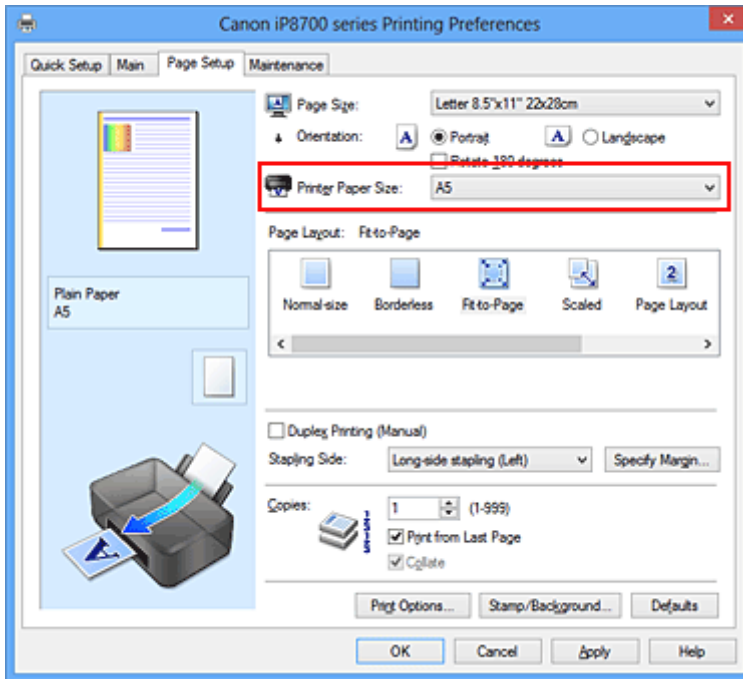 Canon iP8700 series Printing Preferences
Quick Setup Main Page Setup Maintenance
Page Size: Letter 8.5"x11" 22x28cm
Orientation: A Portrait A Landscape
Rotate 180 degrees
Printer Paper Size: A5
Page Layout: Fit-to-Page
2
Normal-size Borderless Fit-to-Page Scaled Page Layout
Plain Paper
A5
Duplex Printing (Manual)
Stapling Side: Long-side stapling (Left) Specify Margin...
Copies: 1 (1-999)
Print from Last Page
Collate
A
Print Options... Stamp/Background... Defaults
OK Cancel Apply Help